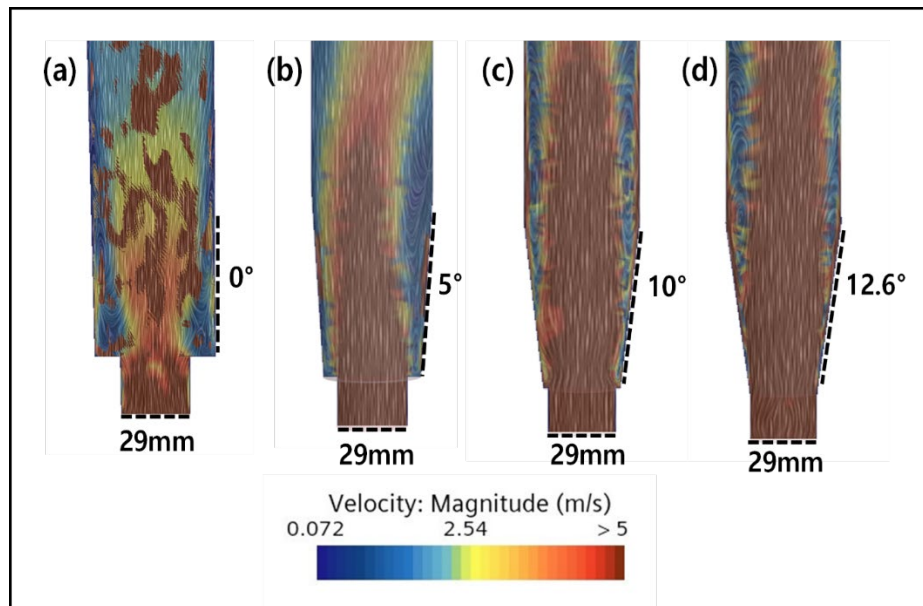 (a)
(b)
(c)
(d)
0°
5°
10°
12.6°
29mm
29mm
29mm
29mm
Velocity: Magnitude (m/s)
0.072 2.54 > 5